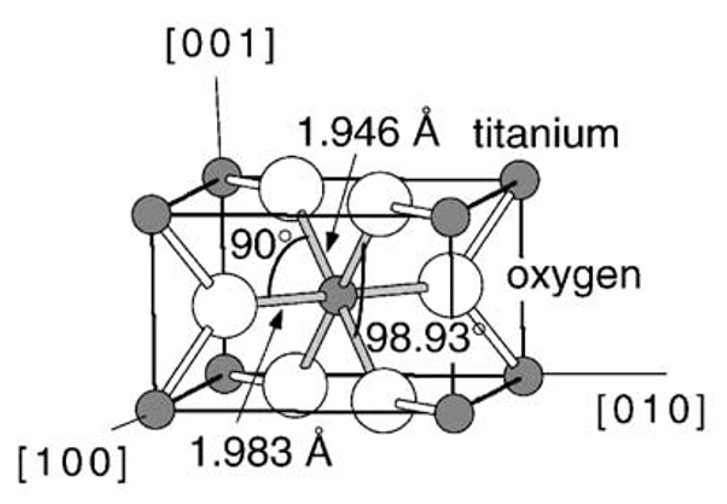 [001]
1.946 Å titanium
90°
oxygen
98.93°
[010]
1.983 Å
[100]